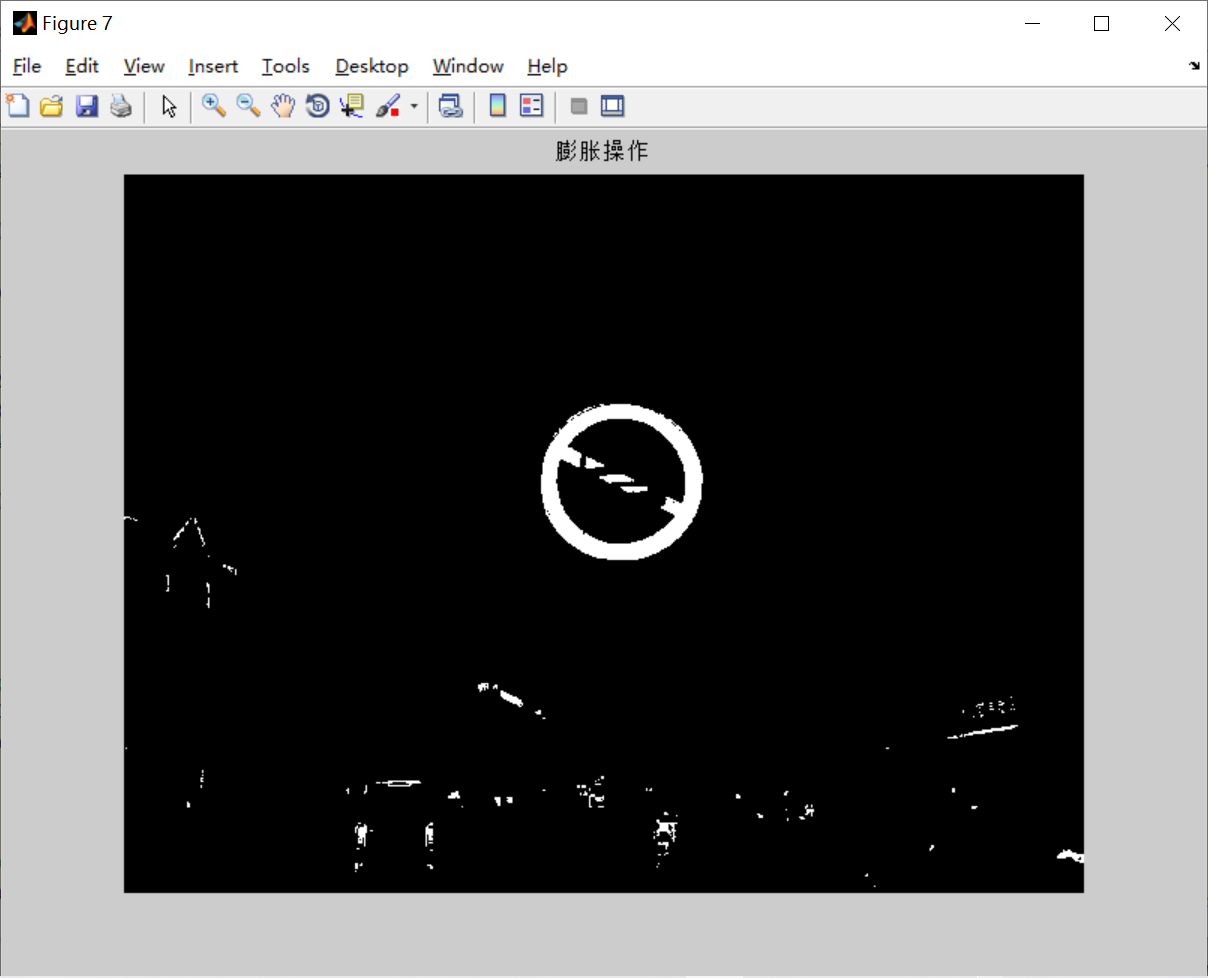 Figure 7
File Edit View Insert Tools Desktop Window Help
膨胀操作